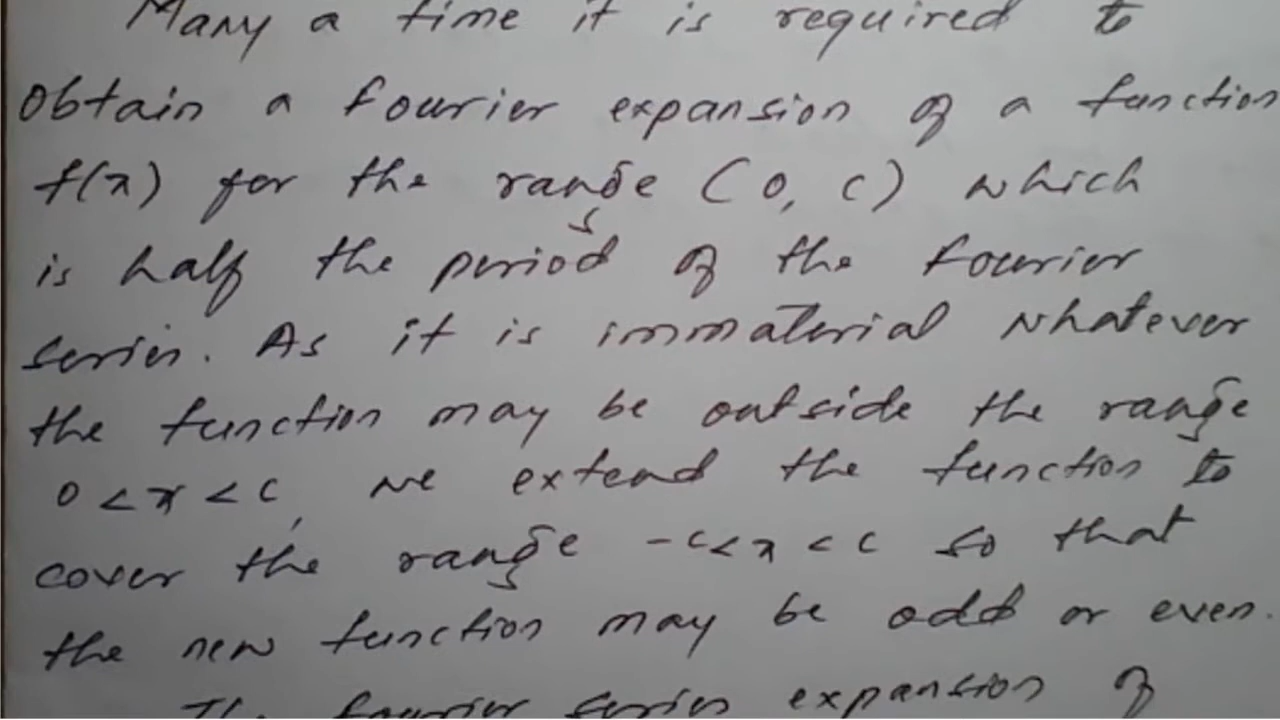 Many a time it is required to
obtain a fourier expansion of a function
f(x) for the range (0, c) which
is half the period of the fourier
series. As it is immaterial whatever
the function may be outside the range
0 < x < c, we extend the function to
cover the range -c < x < c so that
the new function may be odd or even.
The fourier series expansion of